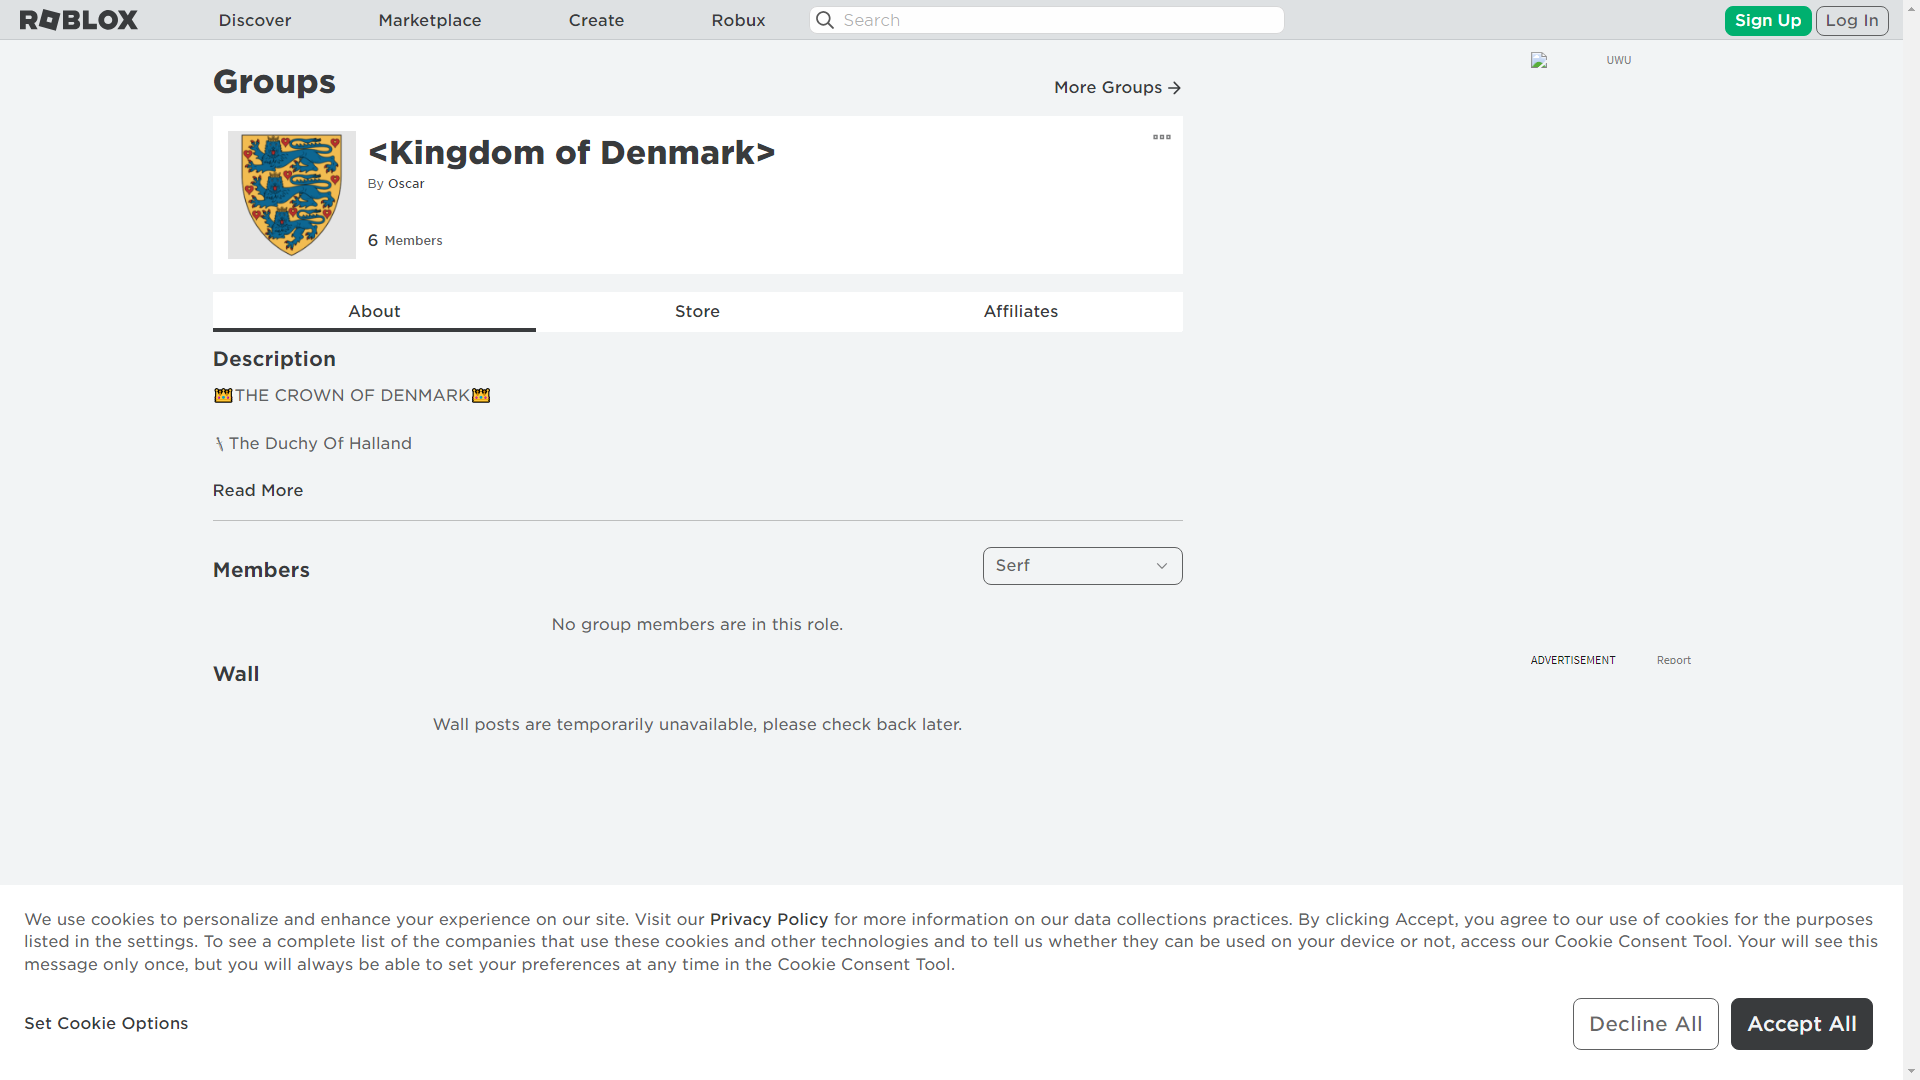 ROBLOX
Discover
Marketplace
Create
Robux
Search
Sign Up
Log In
Groups
More Groups
<Kingdom of Denmark>
By Oscar
6 Members
About
Store
Affiliates
Description
👑THE CROWN OF DENMARK👑
The Duchy Of Halland
Read More
Members
Serf
No group members are in this role.
Wall
Wall posts are temporarily unavailable, please check back later.
UWU
ADVERTISEMENT
Report
We use cookies to personalize and enhance your experience on our site. Visit our Privacy Policy for more information on our data collections practices. By clicking Accept, you agree to our use of cookies for the purposes
listed in the settings. To see a complete list of the companies that use these cookies and other technologies and to tell us whether they can be used on your device or not, access our Cookie Consent Tool. Your will see this
message only once, but you will always be able to set your preferences at any time in the Cookie Consent Tool.
Set Cookie Options
Decline All
Accept All